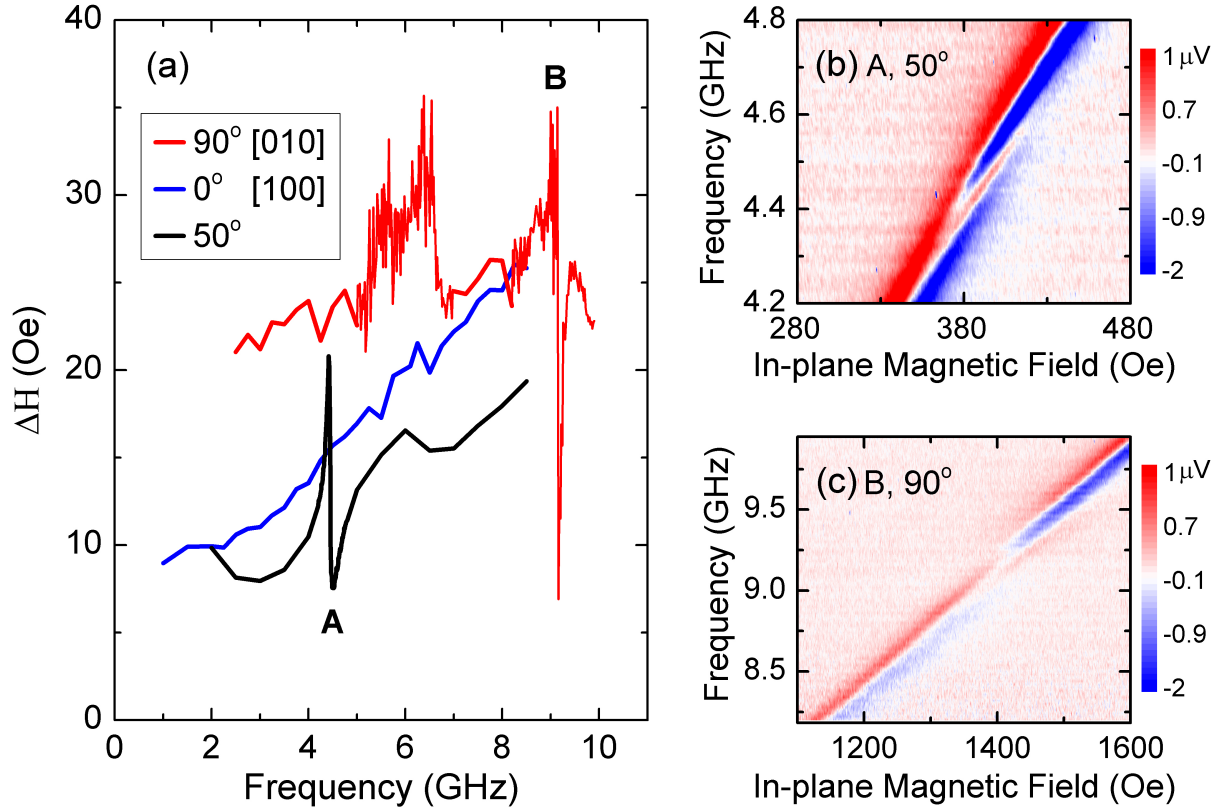 (a)
B
90° [010]
0° [100]
50°
A
40
30
20
10
0
ΔH (Oe)
0 2 4 6 8 10
Frequency (GHz)
(b) A, 50°
4.8
4.6
4.4
4.2
Frequency (GHz)
280 380 480
In-plane Magnetic Field (Oe)
1 μV
0.7
-0.1
-0.9
-2
(c) B, 90°
9.5
9.0
8.5
Frequency (GHz)
1200 1400 1600
In-plane Magnetic Field (Oe)
1 μV
0.7
-0.1
-0.9
-2